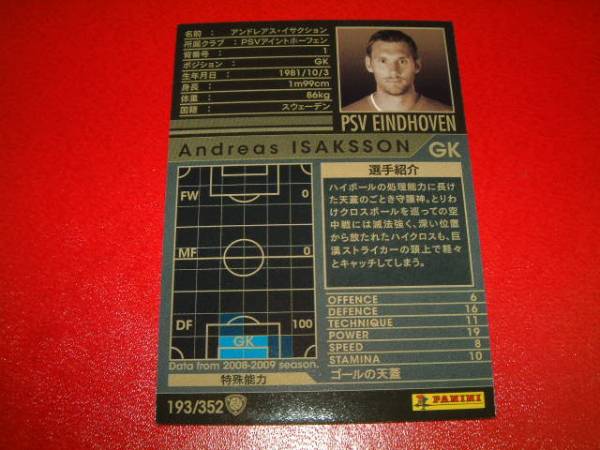 名前 : アンドレアス・イサクション
所属クラブ : PSVアイントホーフェン
背番号 : 1
ポジション : GK
生年月日 : 1981/10/3
身長 : 1m99cm
体重 : 86kg
国籍 : スウェーデン
PSV EINDHOVEN
Andreas ISAKSSON GK
選手紹介
ハイボールの処理能力に長け
た天蓋のごとき守護神。とりわ
けクロスボールを巡っての空
中戦には滅法強く、深い位置
から放たれたハイクロスも、巨
漢ストライカーの頭上で軽々
とキャッチしてしまう。
FW 0
MF 0
DF 100
GK
Data from 2008-2009 season.
OFFENCE 6
DEFENCE 16
TECHNIQUE 11
POWER 19
SPEED 8
STAMINA 10
特殊能力
ゴールの天蓋
193/352
PANINI